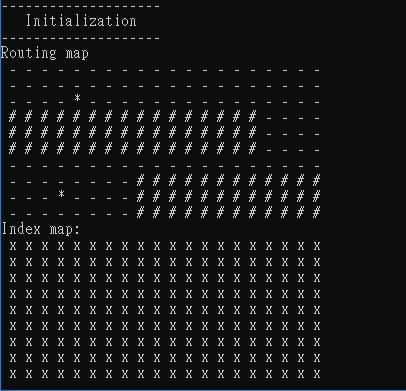 --------------------
   Initialization
--------------------
Routing map
 - - - - - - - - - - - - - - - - - - - -
 - - - - - - - - - - - - - - - - - - - -
 - - - - * - - - - - - - - - - - - - - -
 # # # # # # # # # # # # # # # # - - - -
 # # # # # # # # # # # # # # # # - - - -
 # # # # # # # # # # # # # # # # - - - -
 - - - - - - - - - - - - - - - - - - - -
 - - - - - - - - # # # # # # # # # # # #
 - - - * - - - - # # # # # # # # # # # #
 - - - - - - - - # # # # # # # # # # # #
Index map:
 x x x x x x x x x x x x x x x x x x x x
 x x x x x x x x x x x x x x x x x x x x
 x x x x x x x x x x x x x x x x x x x x
 x x x x x x x x x x x x x x x x x x x x
 x x x x x x x x x x x x x x x x x x x x
 x x x x x x x x x x x x x x x x x x x x
 x x x x x x x x x x x x x x x x x x x x
 x x x x x x x x x x x x x x x x x x x x
 x x x x x x x x x x x x x x x x x x x x